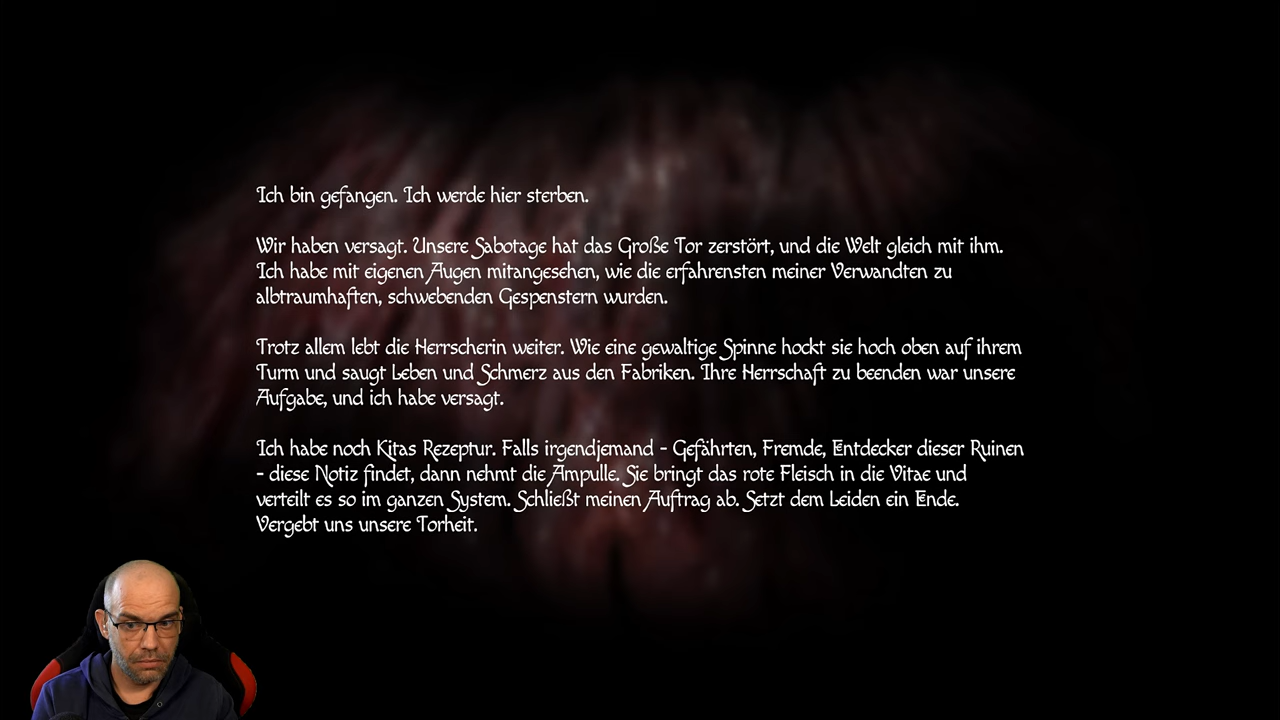 Ich bin gefangen. Ich werde hier sterben.
Wir haben versagt. Unsere Sabotage hat das Große Tor zerstört, und die Welt gleich mit ihm.
Ich habe mit eigenen Augen mitangesehen, wie die erfahrensten meiner Verwandten zu
albtraumhaften, schwebenden Gespenstern wurden.
Trotz allem lebt die Herrscherin weiter. Wie eine gewaltige Spinne hockt sie hoch oben auf ihrem
Turm und saugt Leben und Schmerz aus den Fabriken. Ihre Herrschaft zu beenden war unsere
Aufgabe, und ich habe versagt.
Ich habe noch Kitas Rezeptur. Falls irgendjemand - Gefährten, Fremde, Entdecker dieser Ruinen
- diese Notiz findet, dann nehmt die Ampulle. Sie bringt das rote Fleisch in die Vitae und
verteilt es so im ganzen System. Schließt meinen Auftrag ab. Setzt dem Leiden ein Ende.
Vergebt uns unsere Torheit.